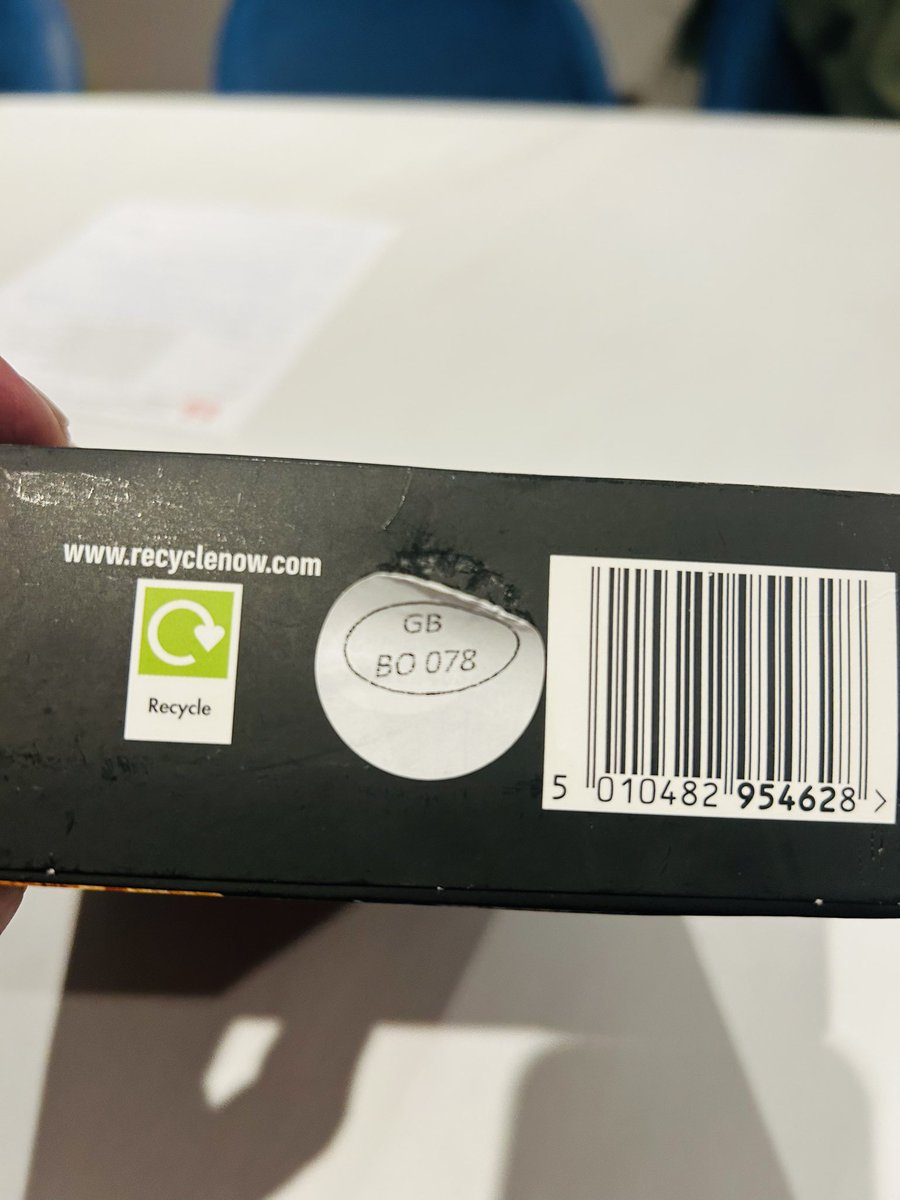 www.recyclenow.com
Recycle
GB
BO 078
5 010482 954628 >